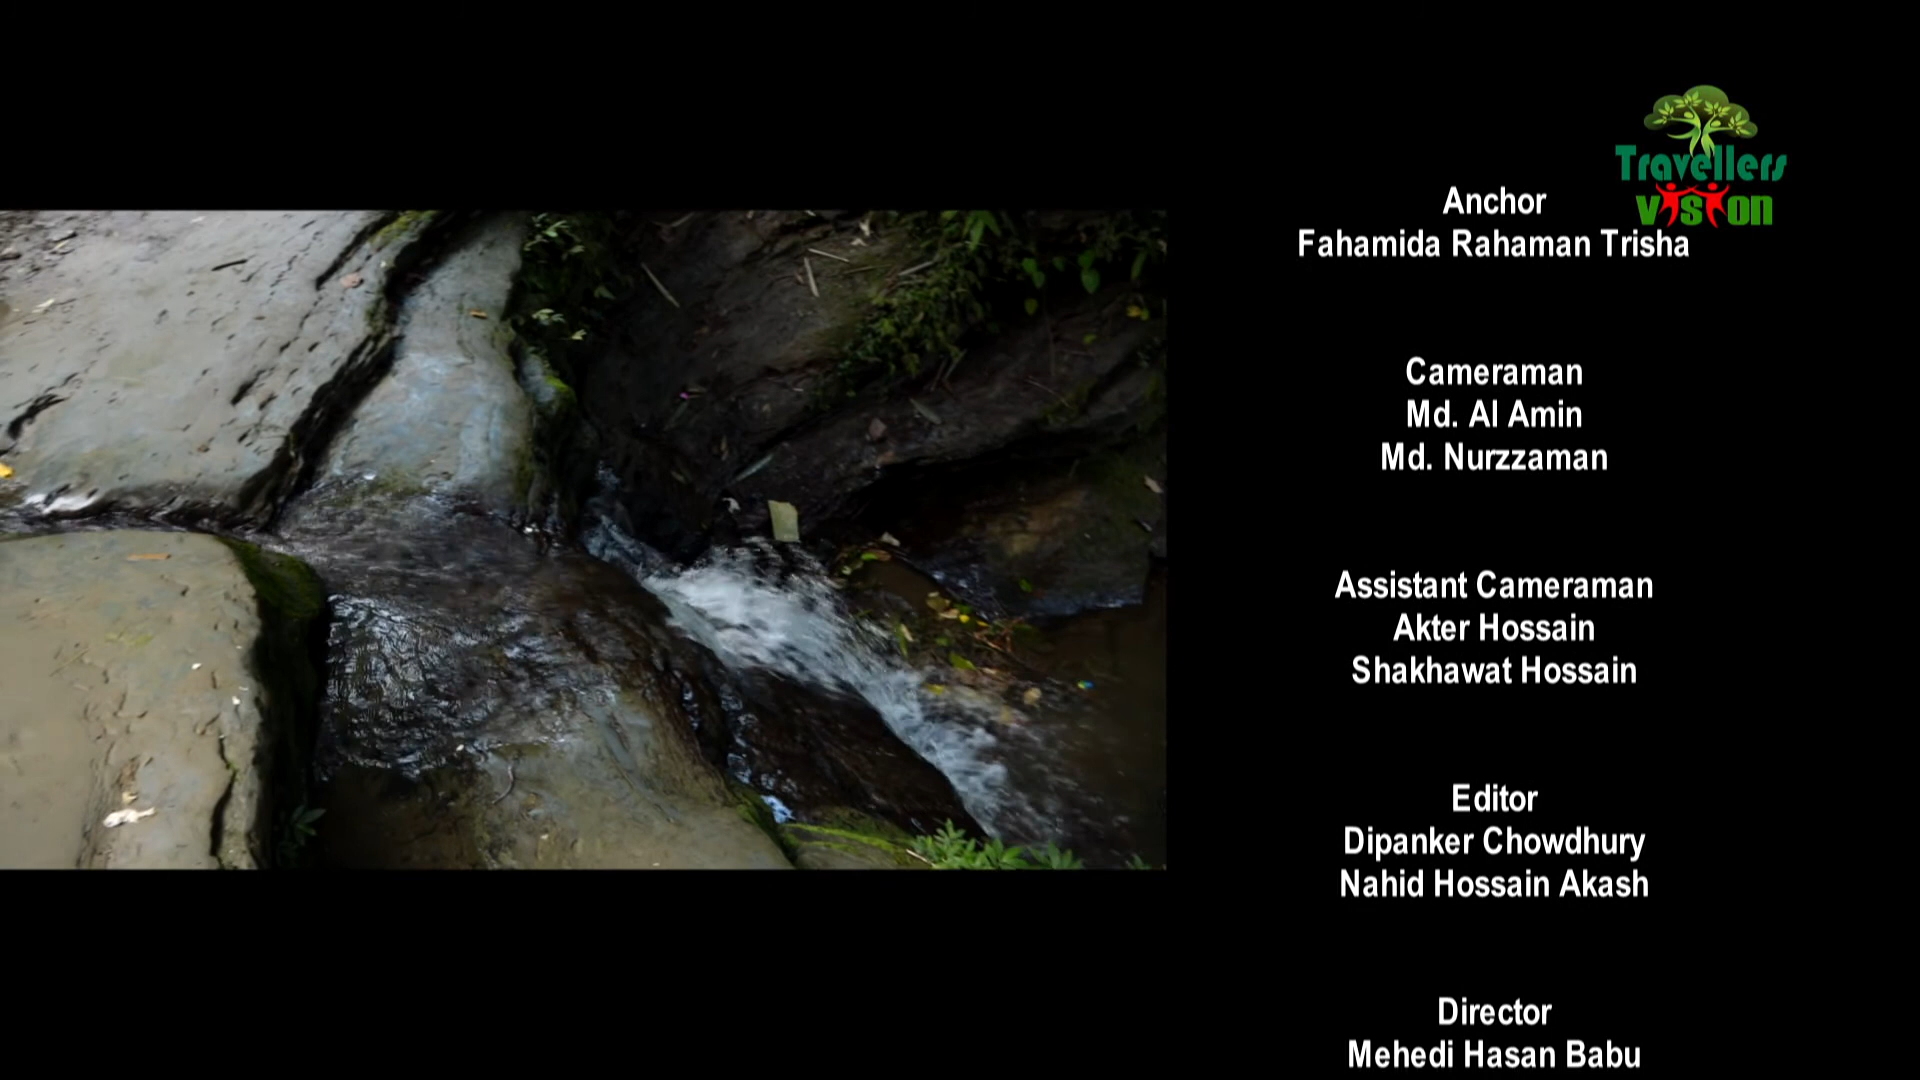 Travellers
vision
Anchor
Fahamida Rahaman Trisha
Cameraman
Md. Al Amin
Md. Nurzzaman
Assistant Cameraman
Akter Hossain
Shakhawat Hossain
Editor
Dipanker Chowdhury
Nahid Hossain Akash
Director
Mehedi Hasan Babu